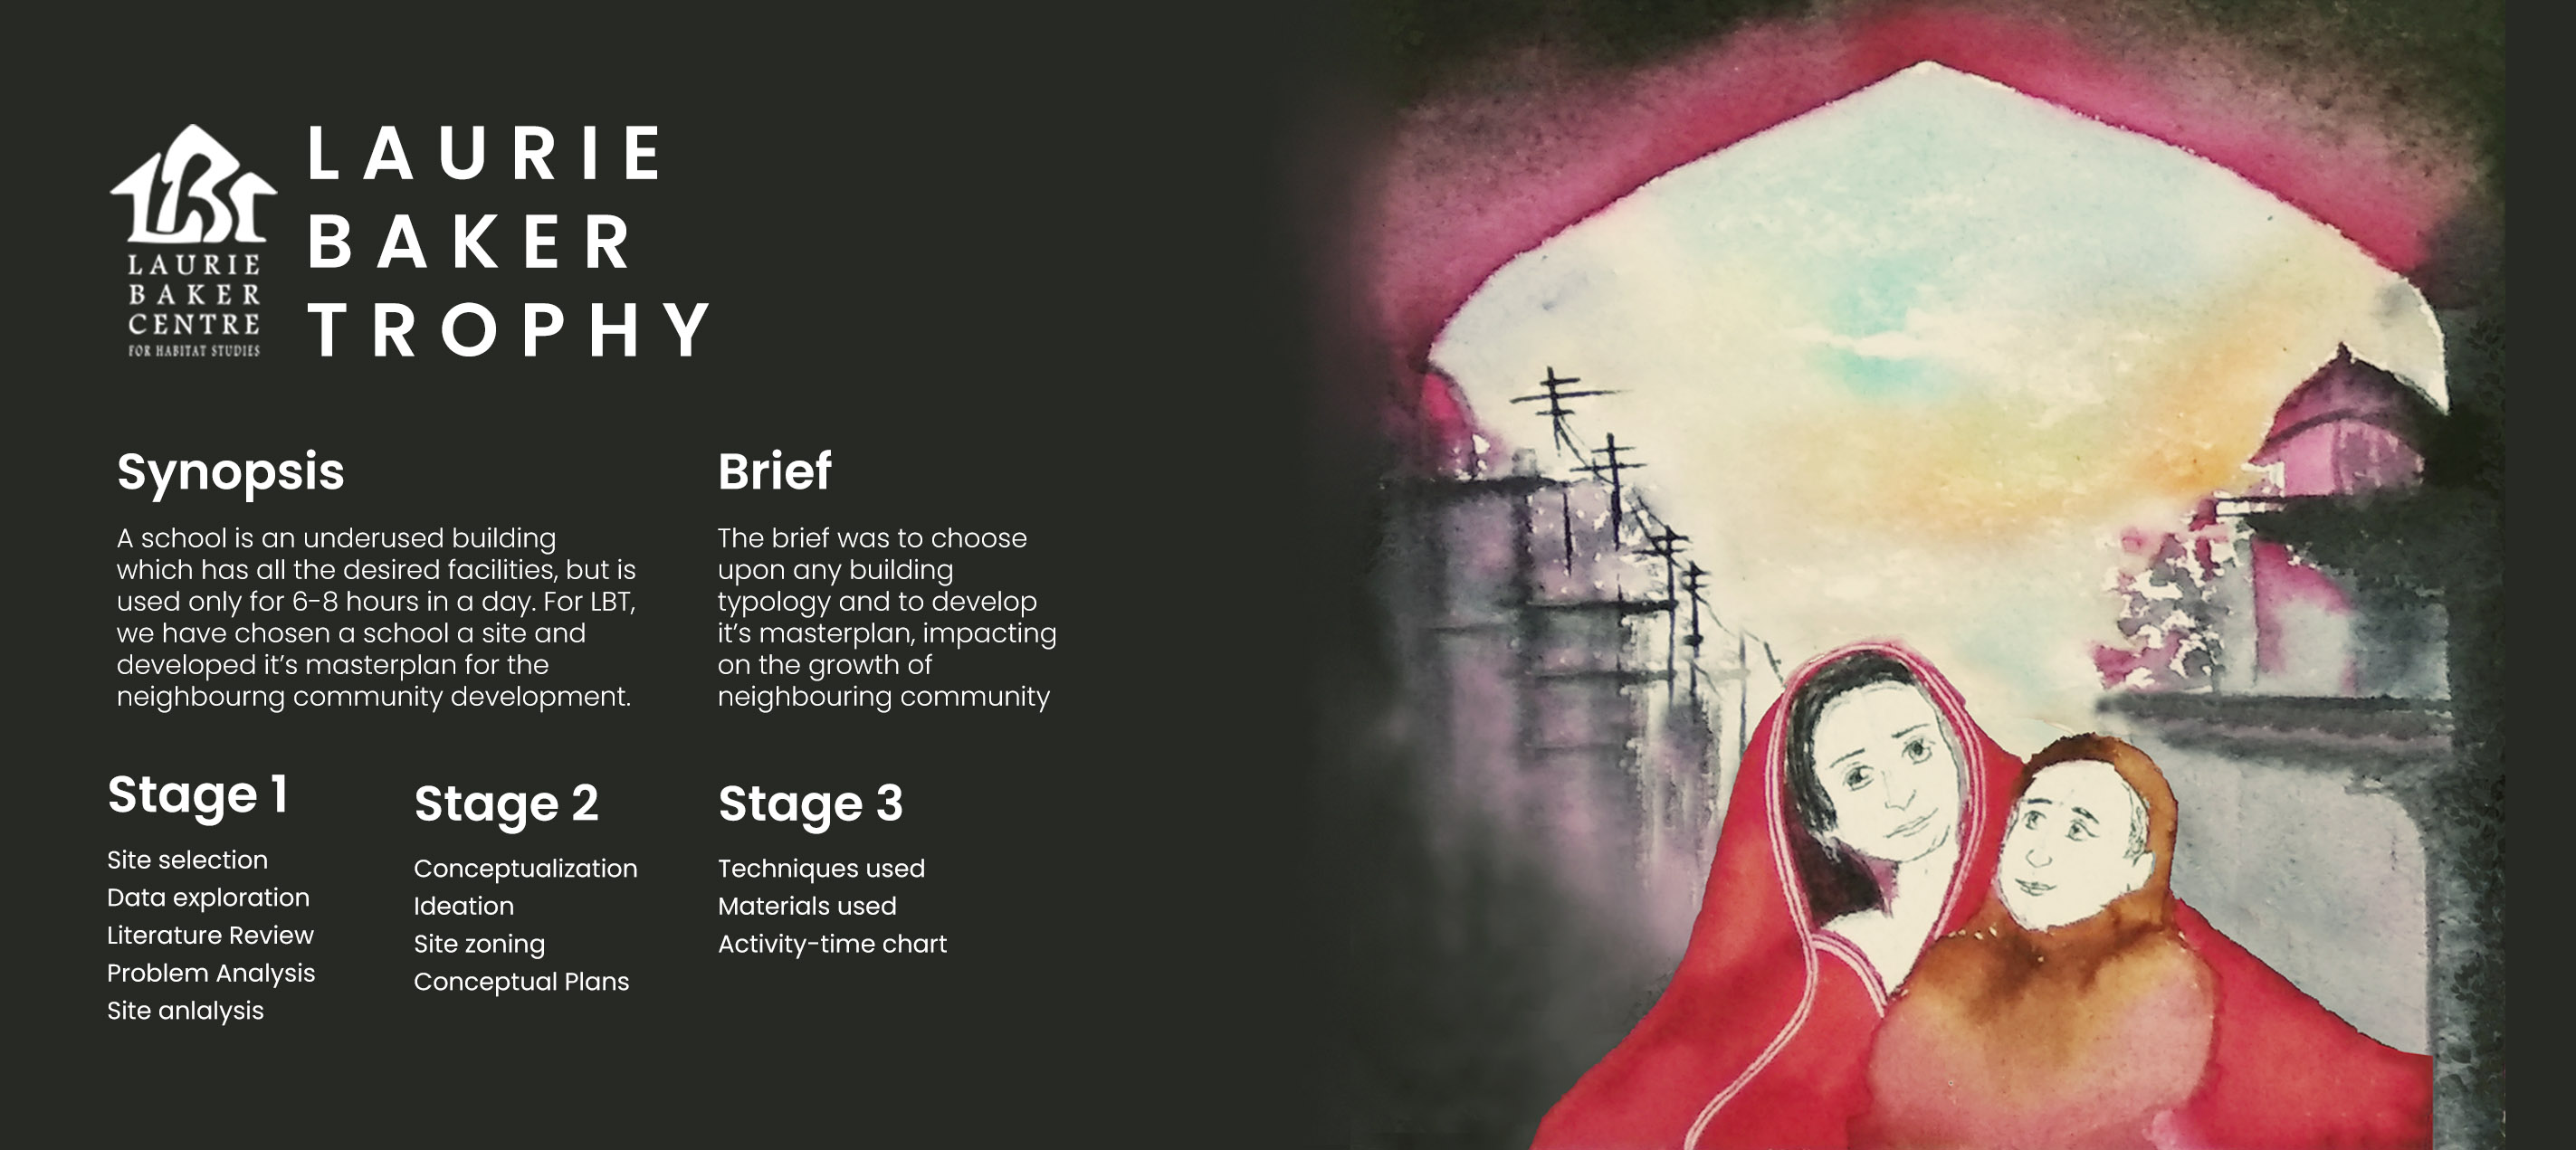 LBC
LAURIE
BAKER
CENTRE
FOR HABITAT STUDIES
LAURIE
BAKER
TROPHY
Synopsis
A school is an underused building
which has all the desired facilities, but is
used only for 6-8 hours in a day. For LBT,
we have chosen a school a site and
developed it’s masterplan for the
neighbourng community development.
Brief
The brief was to choose
upon any building
typology and to develop
it’s masterplan, impacting
on the growth of
neighbouring community
Stage 1
Site selection
Data exploration
Literature Review
Problem Analysis
Site anlalysis
Stage 2
Conceptualization
Ideation
Site zoning
Conceptual Plans
Stage 3
Techniques used
Materials used
Activity-time chart